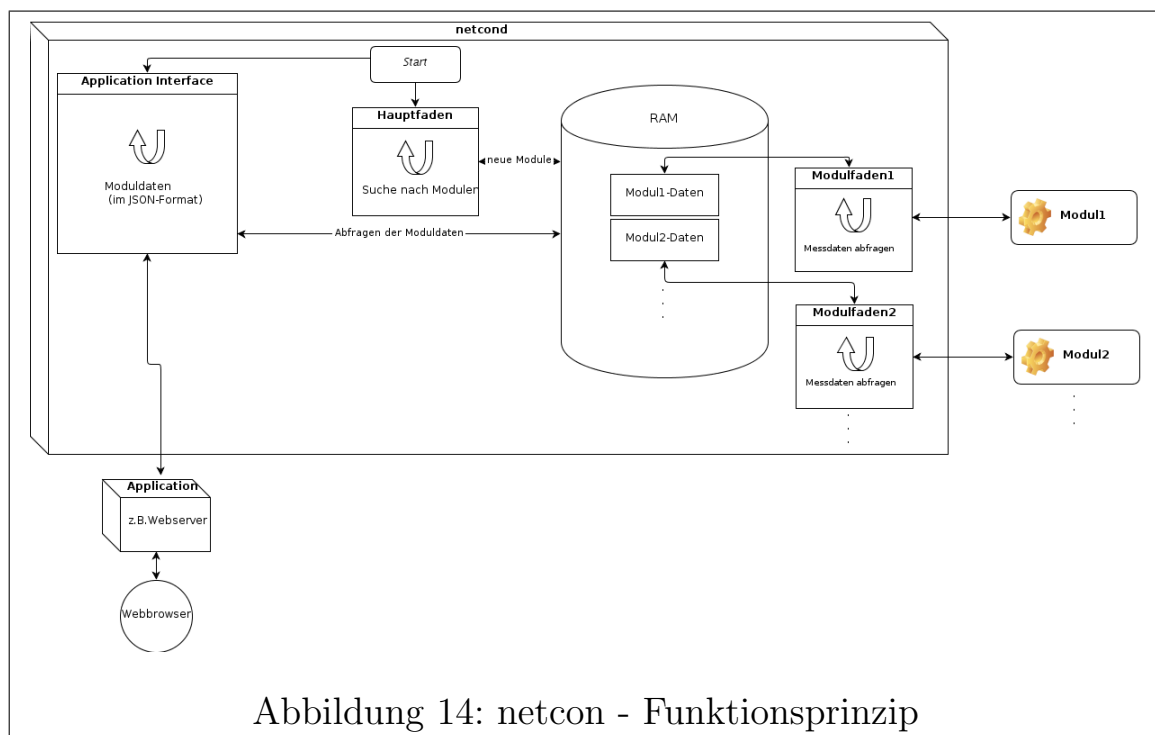 netcond
Start
Application Interface
Moduldaten
(im JSON-Format)
Hauptfaden
Suche nach Modulen
neue Module
Abfragen der Moduldaten
RAM
Modul1-Daten
Modul2-Daten
Modulfaden1
Messdaten abfragen
Modul1
Modulfaden2
Messdaten abfragen
Modul2
Application
z.B.Webserver
Webbrowser
Abbildung 14: netcon - Funktionsprinzip